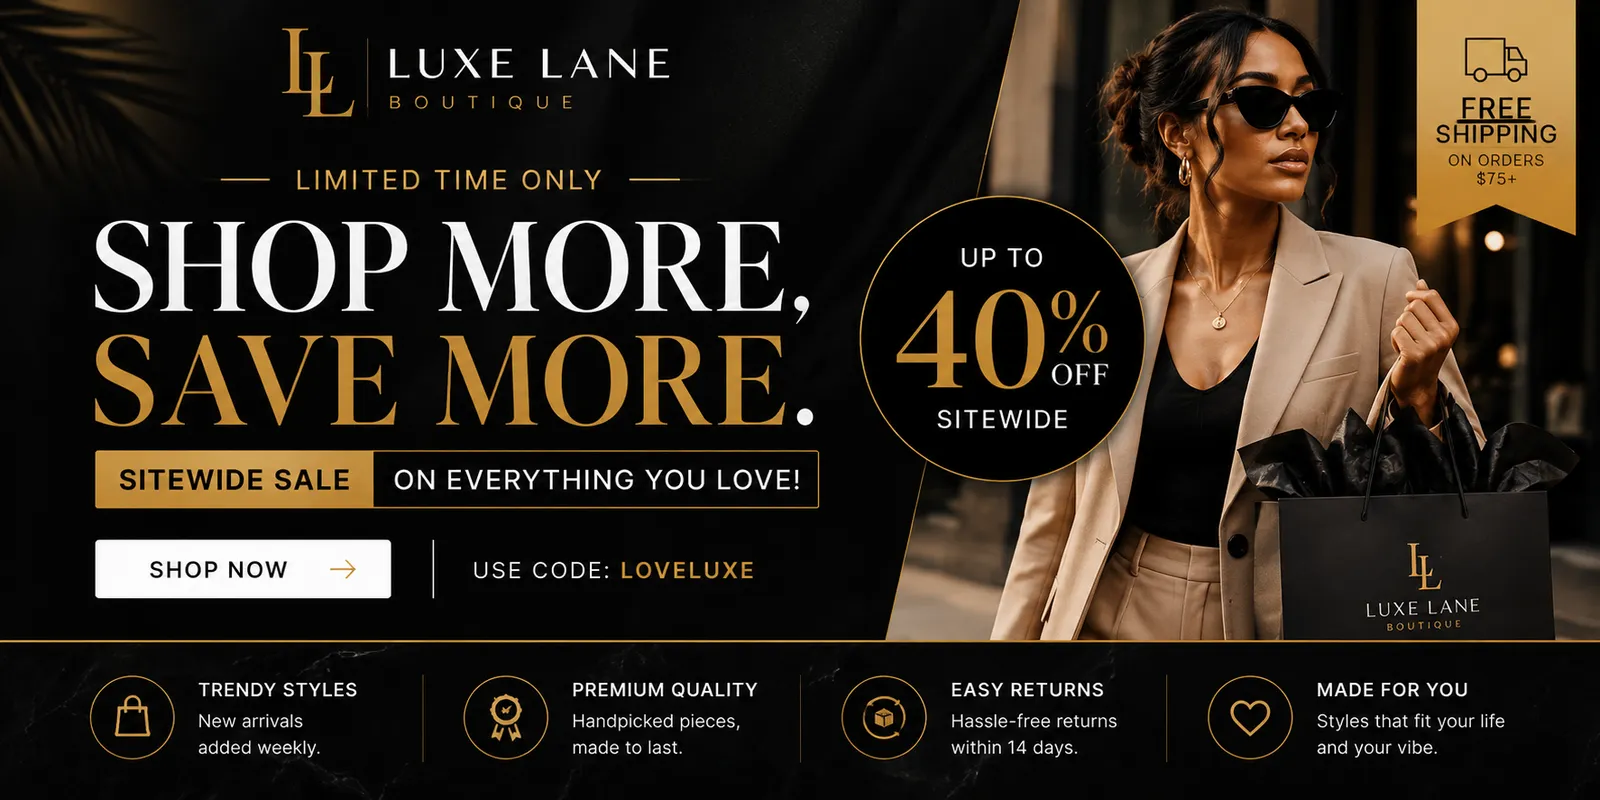 LL
LUXE LANE
BOUTIQUE
LIMITED TIME ONLY
SHOP MORE,
SAVE MORE.
SITEWIDE SALE ON EVERYTHING YOU LOVE!
SHOP NOW
USE CODE: LOVELUXE
UP TO
40%
OFF
SITEWIDE
FREE
SHIPPING
ON ORDERS
$75+
LL
LUXE LANE
BOUTIQUE
TRENDY STYLES
New arrivals
added weekly.
PREMIUM QUALITY
Handpicked pieces,
made to last.
EASY RETURNS
Hassle-free returns
within 14 days.
MADE FOR YOU
Styles that fit your life
and your vibe.